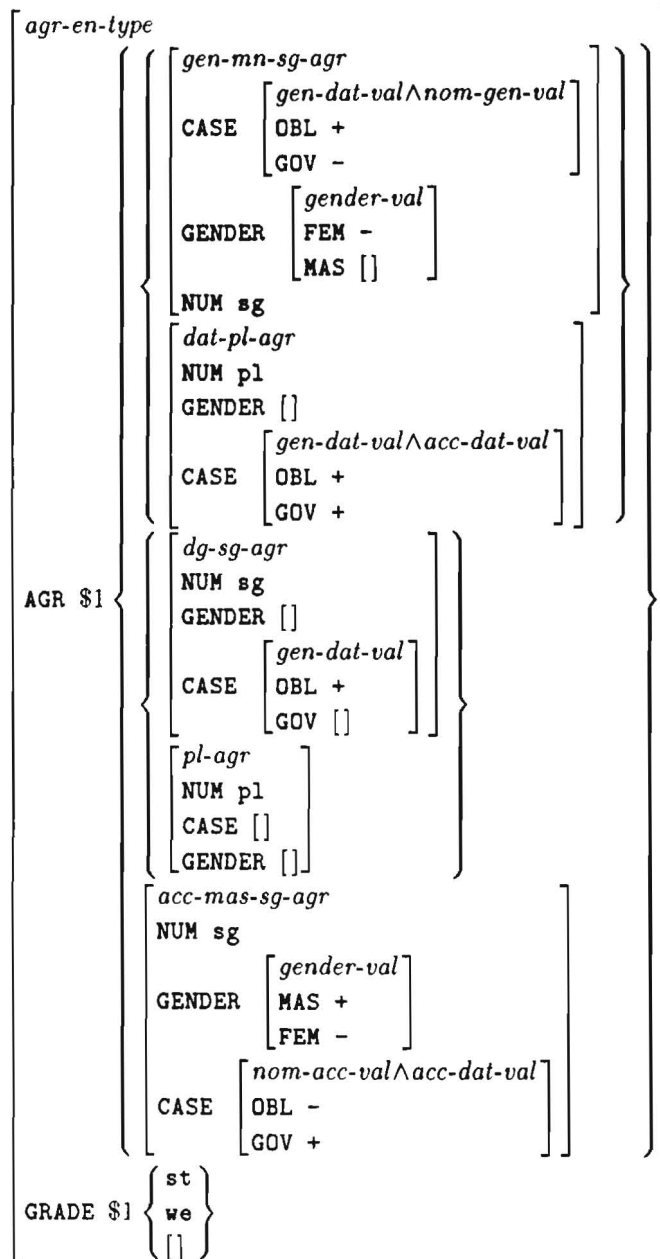 agr-en-type
gen-mn-sg-agr
gen-dat-val∧nom-gen-val
CASE OBL +
GOV -
gender-val
GENDER FEM -
MAS []
NUM sg
dat-pl-agr
NUM pl
GENDER []
gen-dat-val∧acc-dat-val
CASE OBL +
GOV +
dg-sg-agr
AGR $1 NUM sg
GENDER []
gen-dat-val
CASE OBL +
GOV []
pl-agr
NUM pl
CASE []
GENDER []
acc-mas-sg-agr
NUM sg
gender-val
GENDER MAS +
FEM -
nom-acc-val∧acc-dat-val
CASE OBL -
GOV +
st
GRADE $1 we
[]